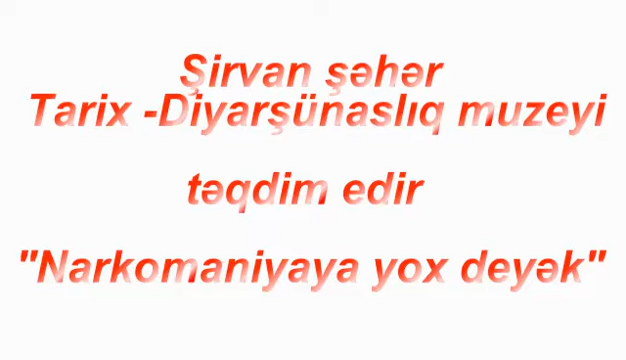 Şirvan şəhər
Tarix -Diyarşünaslıq muzeyi
təqdim edir
"Narkomaniyaya yox deyək"